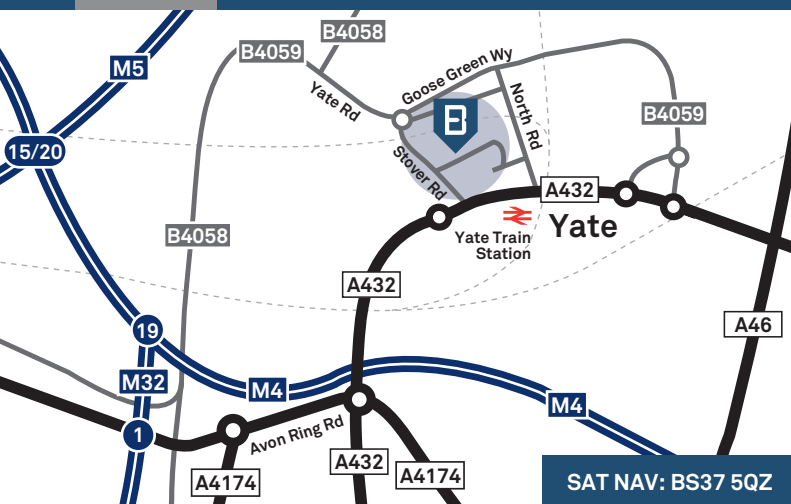 B4058
B4059
M5
Goose Green Wy
Yate Rd
North Rd
B
B4059
15/20
Stover Rd
A432
Yate
B4058
Yate Train
Station
A432
A46
19
M32
M4
M4
1
Avon Ring Rd
A432
A4174
A4174
SAT NAV: BS37 5QZ